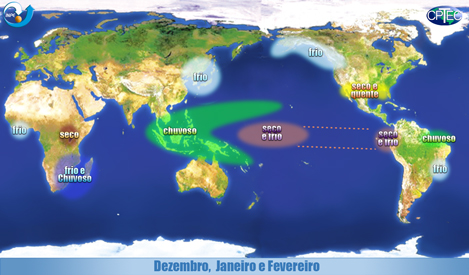 INPE
CPTEC
frio
frio
seco e
quente
frio
seco
chuvoso
seco
e frio
seco
e frio
chuvoso
frio e
Chuvoso
frio
Dezembro, Janeiro e Fevereiro